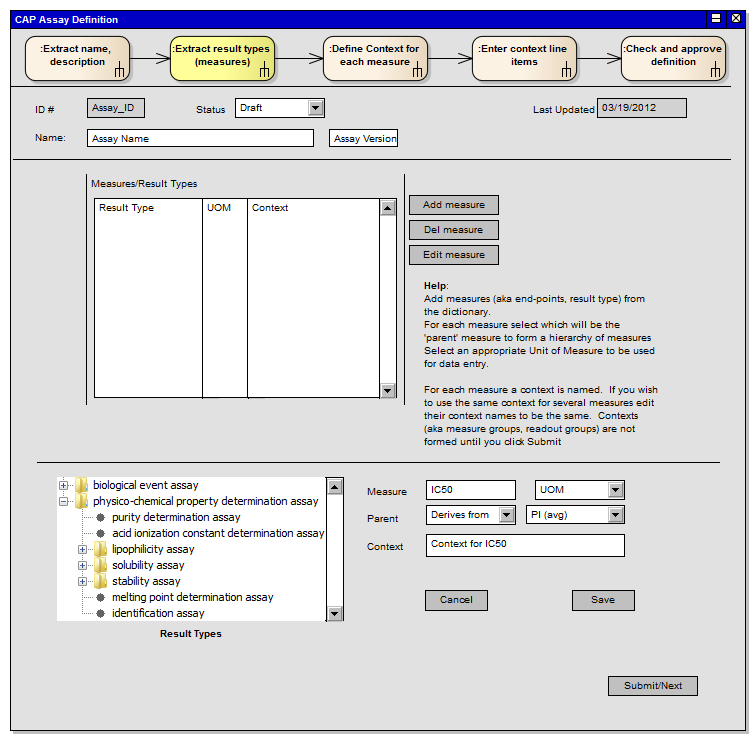 CAP Assay Definition
:Extract name,
description
:Extract result types
(measures)
:Define Context for
each measure
:Enter context line
items
:Check and approve
definition
ID #
Assay_ID
Status
Draft
Last Updated
03/19/2012
Name:
Assay Name
Assay Version
Measures/Result Types
Result Type
UOM
Context
Add measure
Del measure
Edit measure
Help:
Add measures (aka end-points, result type) from
the dictionary.
For each measure select which will be the
'parent' measure to form a hierarchy of measures
Select an appropriate Unit of Measure to be used
for data entry.
For each measure a context is named.  If you wish
to use the same context for several measures edit
their context names to be the same.  Contexts
(aka measure groups, readout groups) are not
formed until you click Submit
biological event assay
physico-chemical property determination assay
purity determination assay
acid ionization constant determination assay
lipophilicity assay
solubility assay
stability assay
melting point determination assay
identification assay
Result Types
Measure
IC50
UOM
Parent
Derives from
PI (avg)
Context
Context for IC50
Cancel
Save
Submit/Next